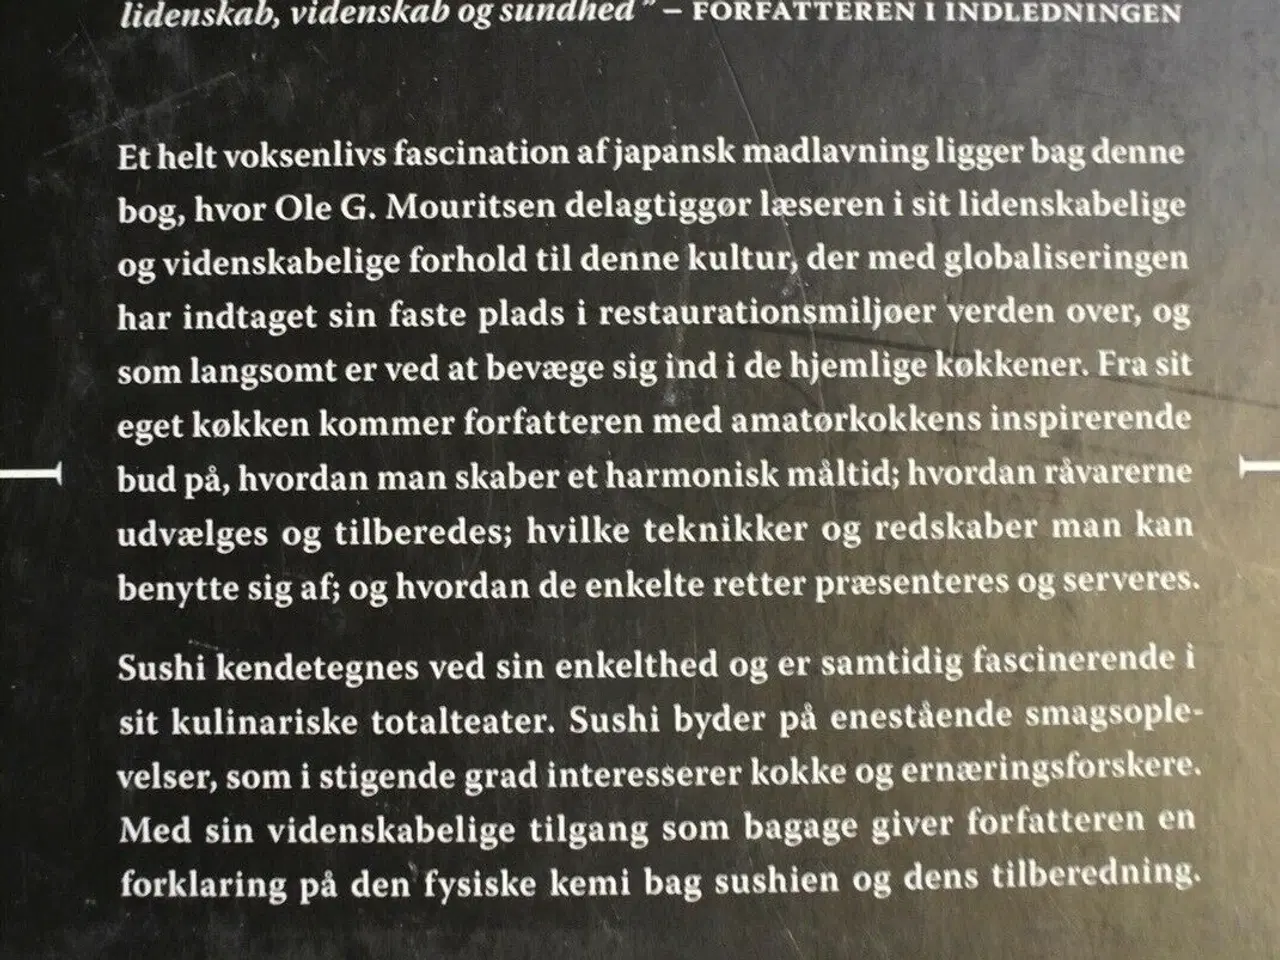 lidenskab, videnskab og sundhed" – FORFATTEREN I INDLEDNINGEN
Et helt voksenlivs fascination af japansk madlavning ligger bag denne
bog, hvor Ole G. Mouritsen delagtiggør læseren i sit lidenskabelige
og videnskabelige forhold til denne kultur, der med globaliseringen
har indtaget sin faste plads i restaurationsmiljøer verden over, og
som langsomt er ved at bevæge sig ind i de hjemlige køkkener. Fra sit
eget køkken kommer forfatteren med amatørkokkens inspirerende
bud på, hvordan man skaber et harmonisk måltid; hvordan råvarerne
udvælges og tilberedes; hvilke teknikker og redskaber man kan
benytte sig af; og hvordan de enkelte retter præsenteres og serveres.
Sushi kendetegnes ved sin enkelthed og er samtidig fascinerende i
sit kulinariske totalteater. Sushi byder på enestående smagsople-
velser, som i stigende grad interesserer kokke og ernæringsforskere.
Med sin videnskabelige tilgang som bagage giver forfatteren en
forklaring på den fysiske kemi bag sushien og dens tilberedning.